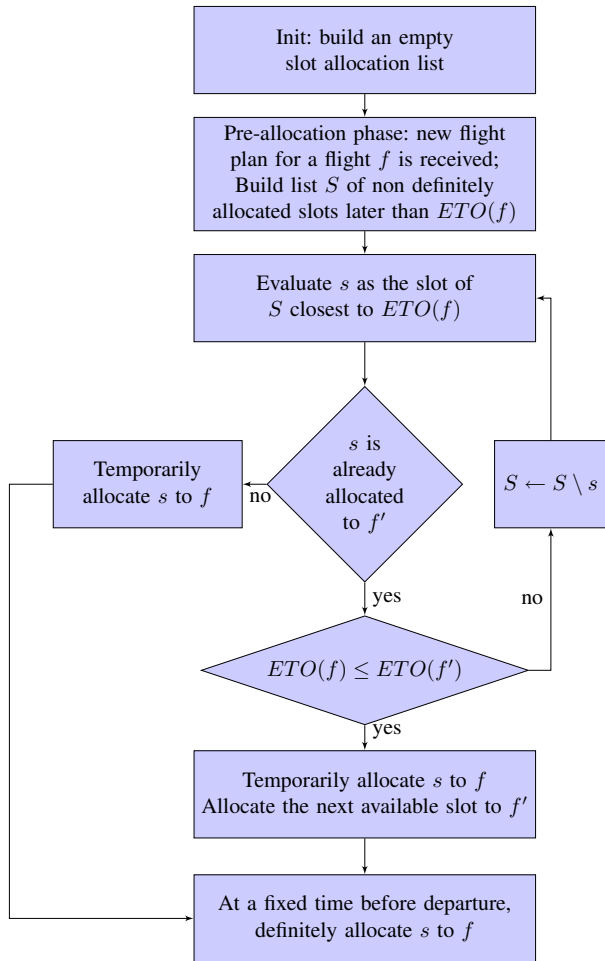 Init: build an empty
slot allocation list
Pre-allocation phase: new flight
plan for a flight f is received;
Build list S of non definitely
allocated slots later than ETO(f)
Evaluate s as the slot of
S closest to ETO(f)
s is
already
allocated
to f′
no
Temporarily
allocate s to f
S ← S \ s
yes
no
ETO(f) ≤ ETO(f′)
yes
Temporarily allocate s to f
Allocate the next available slot to f′
At a fixed time before departure,
definitely allocate s to f